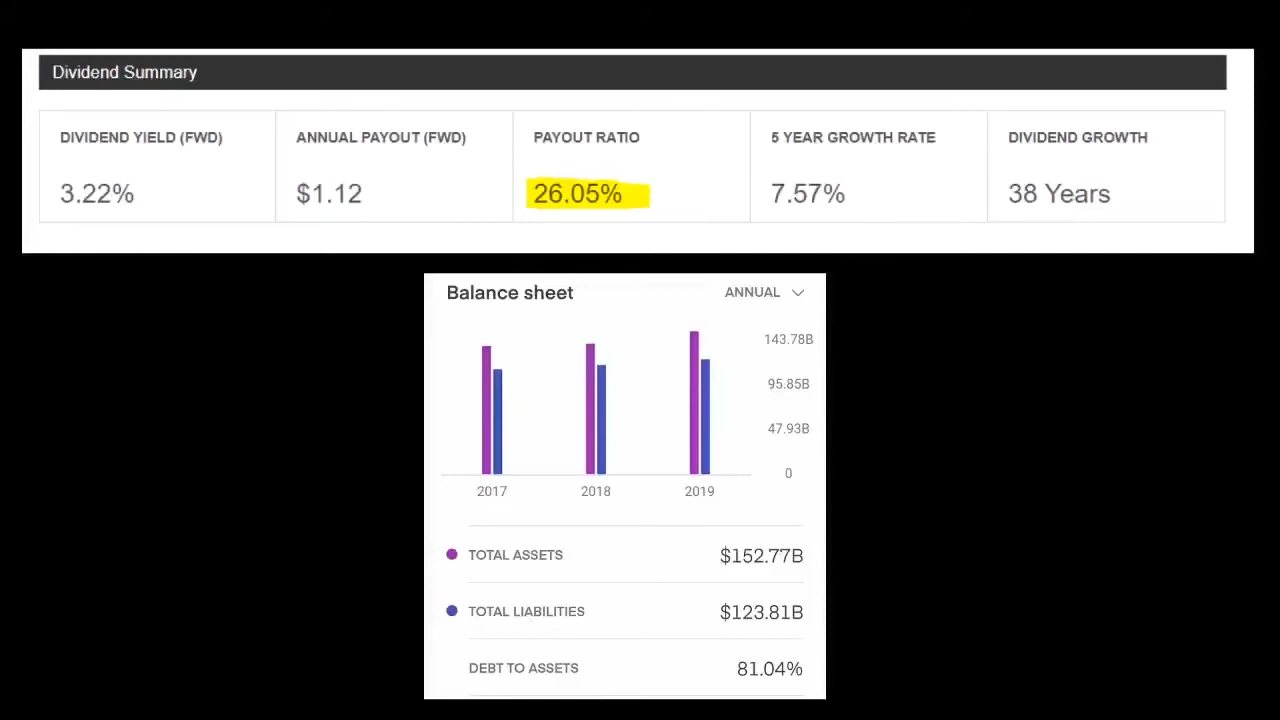 Dividend Summary
DIVIDEND YIELD (FWD) ANNUAL PAYOUT (FWD) PAYOUT RATIO 5 YEAR GROWTH RATE DIVIDEND GROWTH
3.22% $1.12 26.05% 7.57% 38 Years
Balance sheet ANNUAL
143.78B
95.85B
47.93B
0
2017 2018 2019
TOTAL ASSETS $152.77B
TOTAL LIABILITIES $123.81B
DEBT TO ASSETS 81.04%